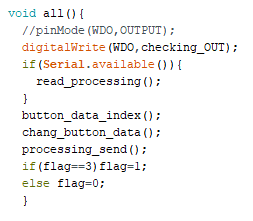 void all(){
//pinMode(WDO,OUTPUT);
digitalWrite(WDO,checking_OUT);
if(Serial.available()){
read_processing();
}
button_data_index();
chang_button_data();
processing_send();
if(flag==3)flag=1;
else flag=0;
}